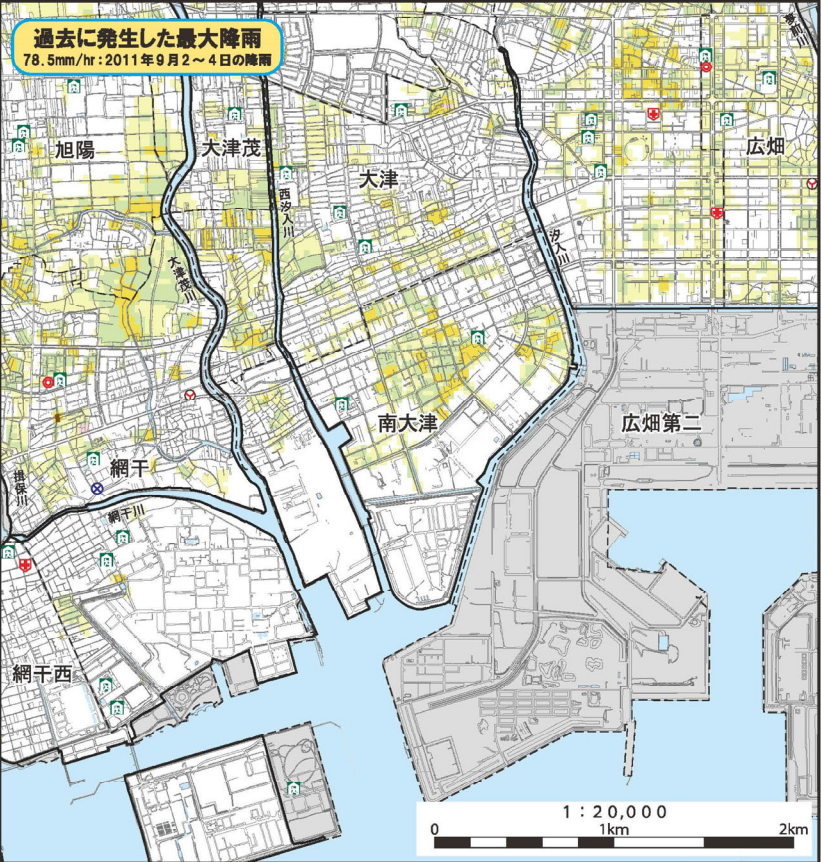 過去に発生した最大降雨
78.5mm/hr:2011年9月2～4日の降雨
旭陽
大津茂
大津
広畑
西汐入川
汐入川
大津茂川
南大津
広畑第二
網干
揖保川
網干川
網干西
1:20,000
0 1km 2km